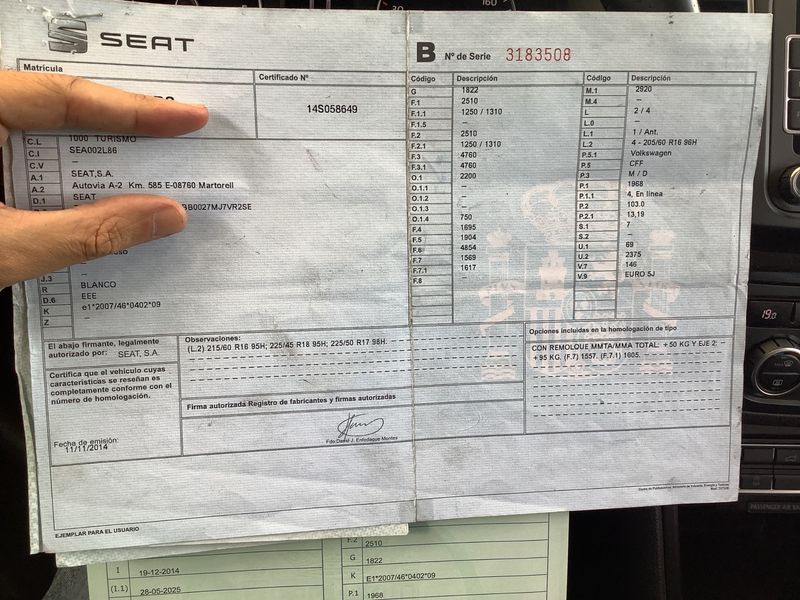 SEAT
B Nº de Serie 3183508
Matrícula
Certificado Nº
14S058649
C.L 1000 TURISMO
C.I SEA002L86
C.V –
A.1 SEAT,S.A.
A.2 Autovia A-2 Km. 585 E-08760 Martorell
D.1 SEAT
BB0027MJ7VR2SE
–
J.3 –
R BLANCO
D.6 EEE
K e1*2007/46*0402*09
Z –
Código Descripción
G 1822
F.1 2510
F.1.1 1250 / 1310
F.1.5 –
F.2 2510
F.2.1 1250 / 1310
F.3 4760
F.3.1 4760
O.1 2200
O.1.1 –
O.1.2 –
O.1.3 –
O.1.4 750
F.4 1695
F.5 1904
F.6 4854
F.7 1569
F.7.1 1617
F.8 –
Código Descripción
M.1 2920
M.4 –
L 2 / 4
L.0 –
L.1 1 / Ant.
L.2 4 - 205/60 R16 96H
P.5.1 Volkswagen
P.5 CFF
P.3 M / D
P.1 1968
P.1.1 4, En línea
P.2 103.0
P.2.1 13,19
S.1 7
S.2 –
U.1 69
U.2 2375
V.7 146
V.9 EURO 5J
El abajo firmante, legalmente
autorizado por: SEAT, S.A.
Certifica que el vehículo cuyas
características se reseñan es
completamente conforme con el
número de homologación.
Fecha de emisión:
11/11/2014
Observaciones:
(L.2) 215/60 R16 95H; 225/45 R18 95H; 225/50 R17 98H.
Firma autorizada Registro de fabricantes y firmas autorizadas
Opciones incluidas en la homologación de tipo
CON REMOLQUE MMTA/MMA TOTAL: +50 KG Y EJE 2:
+95 KG. (F.7) 1557. (F.7.1) 1605.
EJEMPLAR PARA EL USUARIO
I 19-12-2014
(I.1) 28-05-2025
F.2 2510
G 1822
K E1*2007/46*0402*09
P.1 1968
19.0
PASSENGER AIR